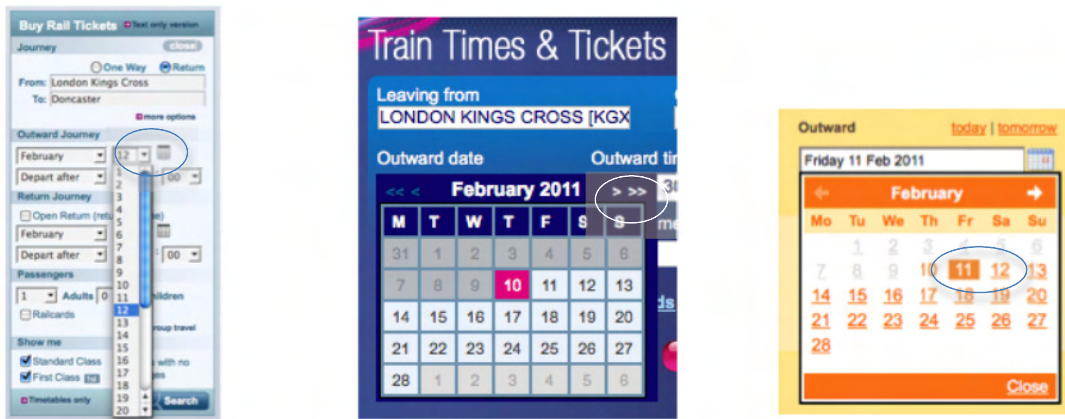 Buy Rail Tickets Text only version
Journey close
One Way Return
From: London Kings Cross
To: Doncaster
more options
Outward Journey
February 12
Depart after : 00
Return Journey
Open Return
February
Depart after : 00
Passengers
1 Adults 0
Railcards
Show me
Standard Class with no
First Class 1st
Timetables only Search
1
2
3
4
5
6
7
8
9
10
11
12
13
14
15
16
17
18
19
20
Train Times & Tickets
Leaving from
LONDON KINGS CROSS [KGX
Outward date Outward
<< < February 2011 > >>
M T W T F S S
31 1 2 3 4 5 6
7 8 9 10 11 12 13
14 15 16 17 18 19 20
21 22 23 24 25 26 27
28 1 2 3 4 5 6
Outward today | tomorrow
Friday 11 Feb 2011
← February →
Mo Tu We Th Fr Sa Su
1 2 3 4 5 6
7 8 9 10 11 12 13
14 15 16 17 18 19 20
21 22 23 24 25 26 27
28
Close